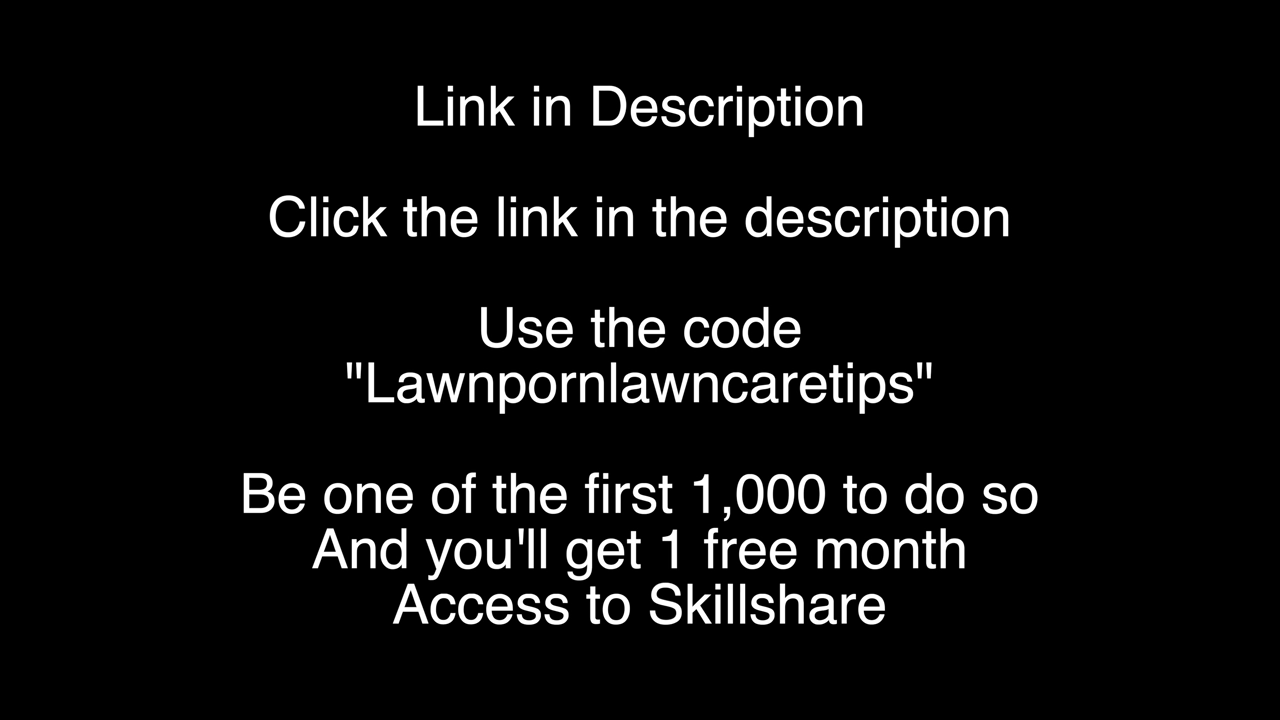 Link in Description
Click the link in the description
Use the code
"Lawnpornlawncaretips"
Be one of the first 1,000 to do so
And you'll get 1 free month
Access to Skillshare